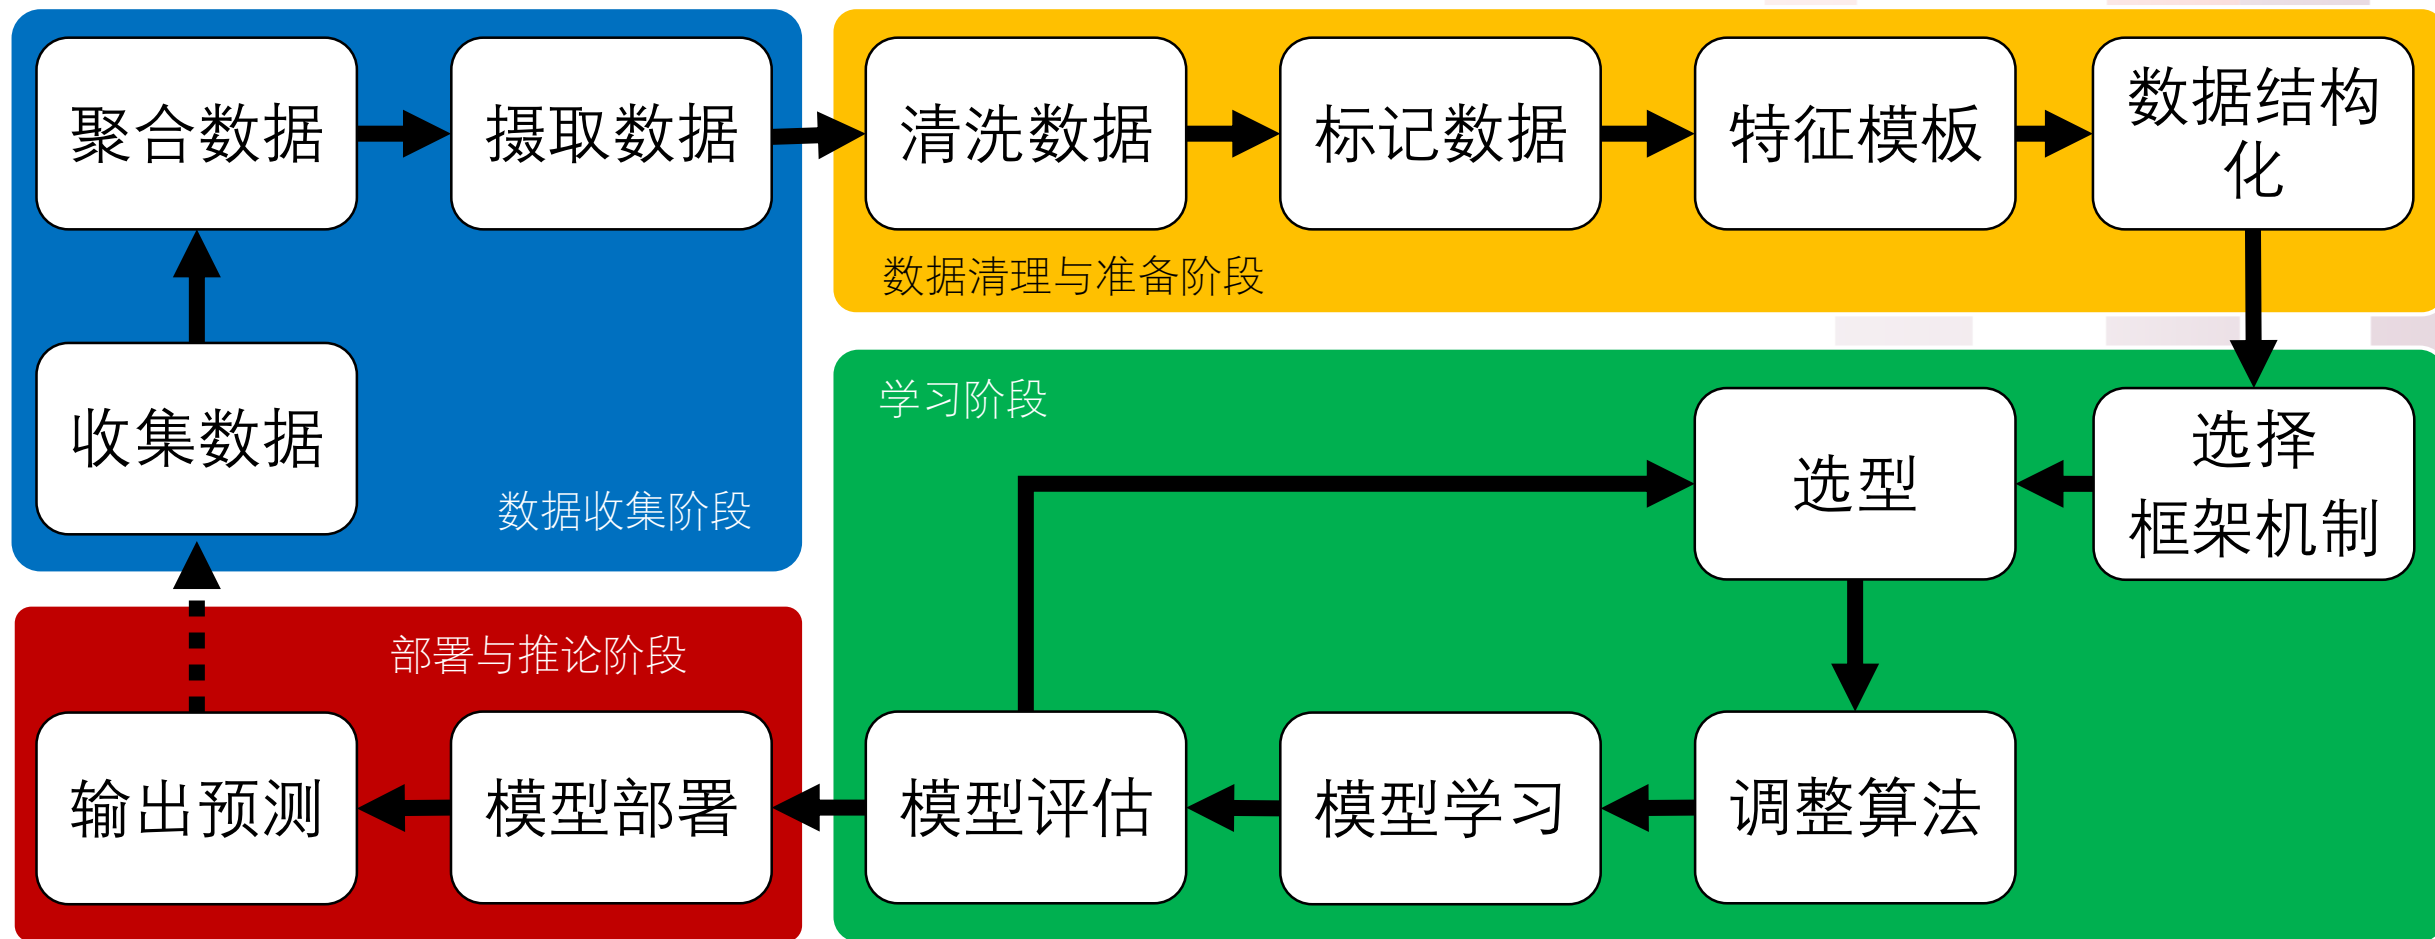 聚合数据
摄取数据
清洗数据
标记数据
特征模板
数据结构
化
数据清理与准备阶段
收集数据
数据收集阶段
学习阶段
选型
选择
框架机制
部署与推论阶段
输出预测
模型部署
模型评估
模型学习
调整算法